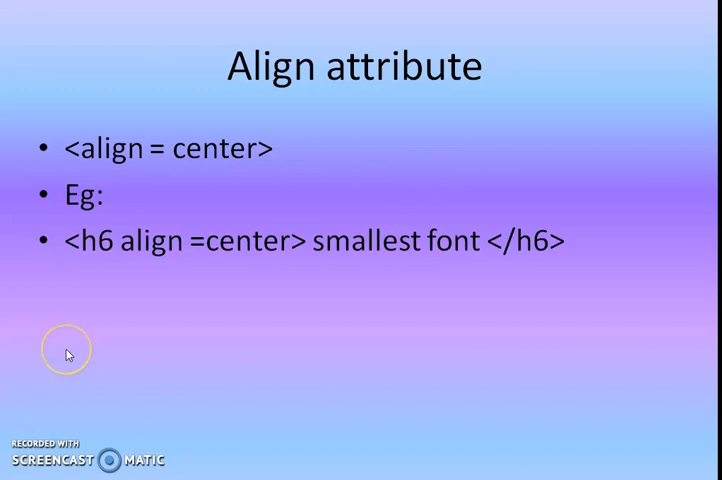 Align attribute
• <align = center>
• Eg:
• <h6 align =center> smallest font </h6>
RECORDED WITH
SCREENCAST MATIC